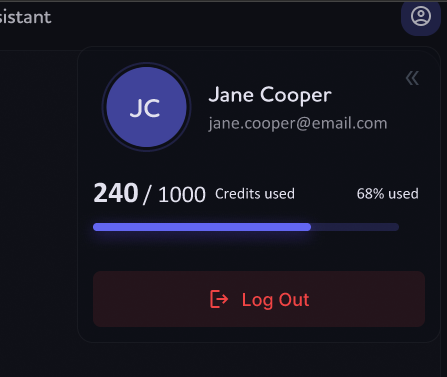 sistant
JC
Jane Cooper
jane.cooper@email.com
240 / 1000 Credits used 68% used
Log Out